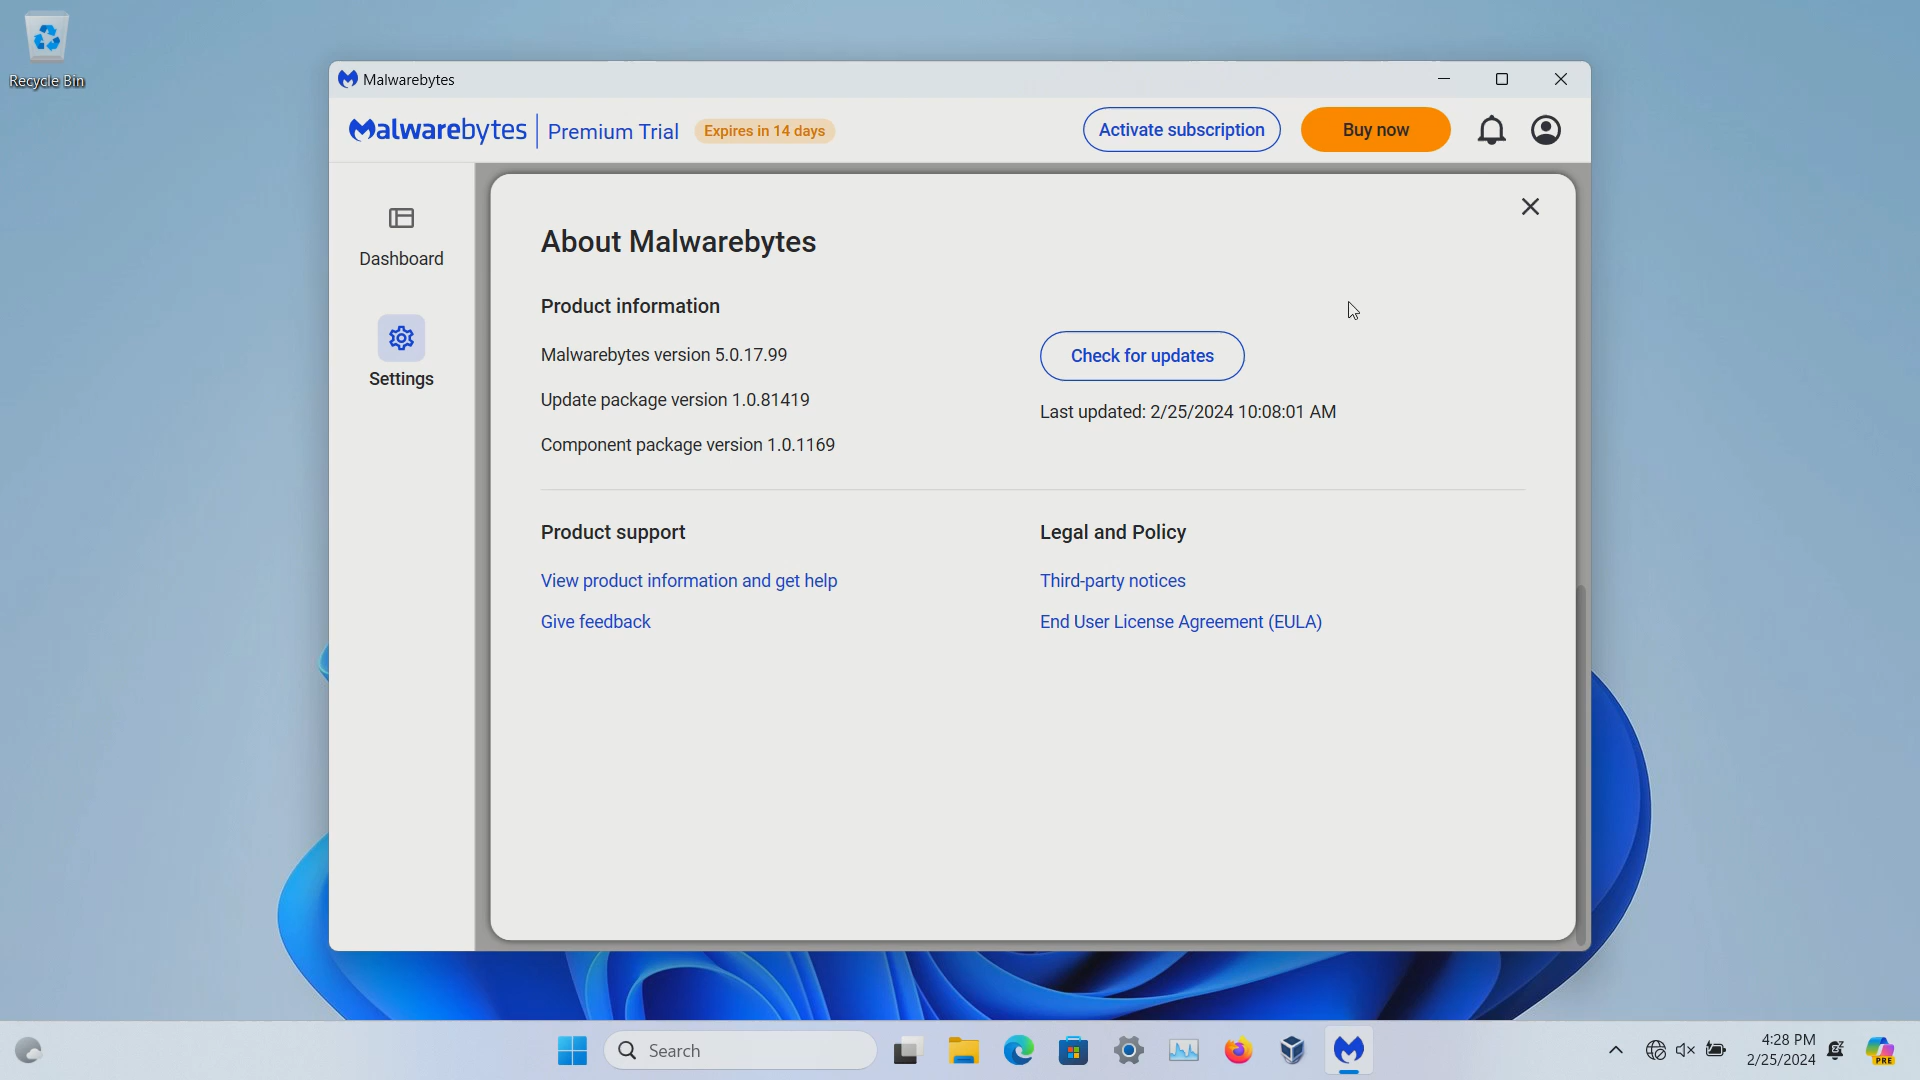 Recycle Bin
Malwarebytes
Malwarebytes Premium Trial Expires in 14 days Activate subscription Buy now
Dashboard
Settings
About Malwarebytes
Product information
Malwarebytes version 5.0.17.99
Check for updates
Update package version 1.0.81419
Last updated: 2/25/2024 10:08:01 AM
Component package version 1.0.1169
Product support
View product information and get help
Give feedback
Legal and Policy
Third-party notices
End User License Agreement (EULA)
Search
4:28 PM
2/25/2024
PRE